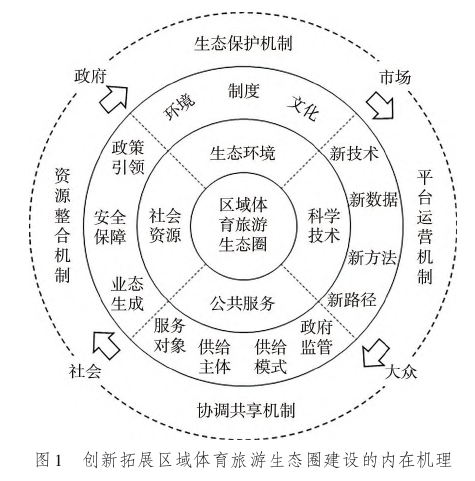 生态保护机制
政府
市场
环境
制度
文化
政策
引领
生态环境
新技术
资源整合机制
安全
保障
社会
资源
区域体
育旅游
生态圈
科学
技术
新数据
平台运营机制
新方法
业态
生成
公共服务
新路径
服务
对象
供给
主体
供给
模式
政府
监管
社会
大众
协调共享机制
图1 创新拓展区域体育旅游生态圈建设的内在机理